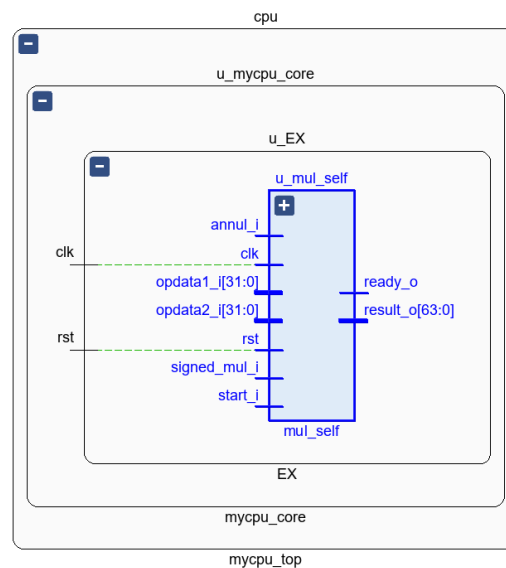 cpu
u_mycpu_core
u_EX
u_mul_self
annul_i
clk
clk
opdata1_i[31:0]
ready_o
opdata2_i[31:0]
result_o[63:0]
rst
rst
signed_mul_i
start_i
mul_self
EX
mycpu_core
mycpu_top